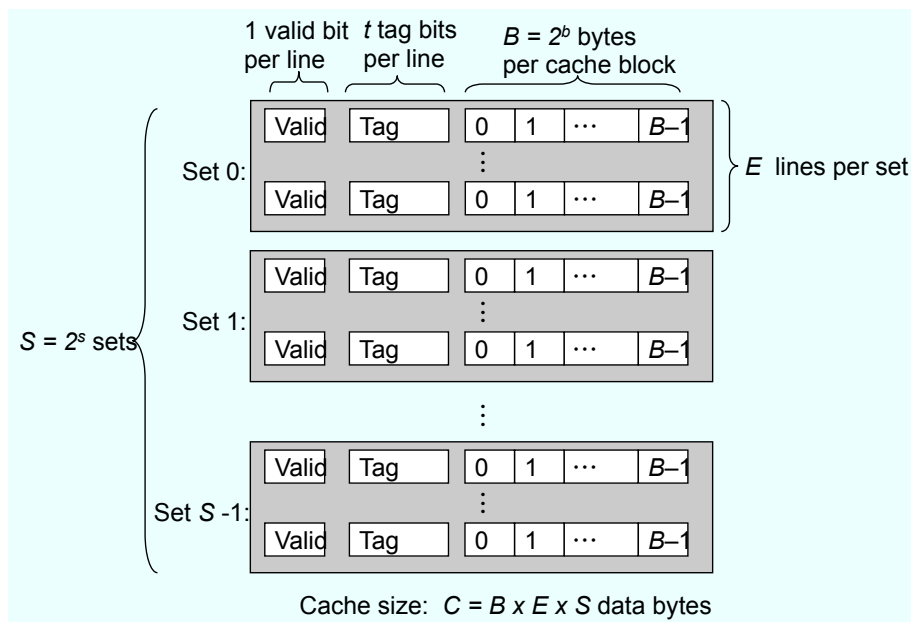 1 valid bit per line
t tag bits per line
B = 2ᵇ bytes per cache block
Valid Tag 0 1 ⋯ B–1
⋮
Set 0:
E lines per set
Valid Tag 0 1 ⋯ B–1
Valid Tag 0 1 ⋯ B–1
⋮
Set 1:
Valid Tag 0 1 ⋯ B–1
S = 2ˢ sets
⋮
Valid Tag 0 1 ⋯ B–1
⋮
Set S -1:
Valid Tag 0 1 ⋯ B–1
Cache size: C = B x E x S data bytes